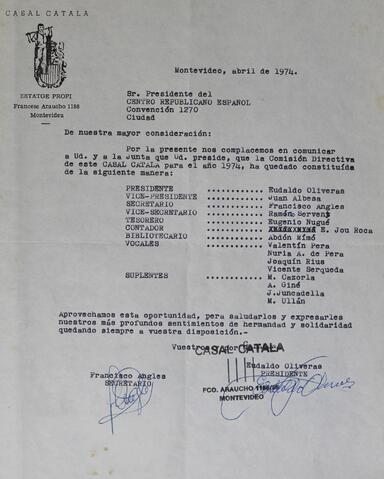 CASAL CATALA
ESTATGE PROPI
Francesc Araucho 1186
Montevideu
Montevideo, abril de 1974.
Sr. Presidente del
CENTRO REPUBLICANO ESPAÑOL
Convención 1270
Ciudad
De nuestra mayor consideración:
Por la presente nos complacemos en comunicar
a Ud. y a la Junta que Ud. preside, que la Comisión Directiva
de este CASAL CATALA para el año 1974, ha quedado constituída
de la siguiente manera:
PRESIDENTE ........... Eudaldo Oliveras
VICE-PRESIDENTE ........... Juan Albesa
SECRETARIO ........... Francisco Angles
VICE-SECRETARIO ........... Ramón Servent
TESORERO ........... Eugenio Nugué
CONTADOR ........... E. Jou Roca
BIBLIOTECARIO ........... Abdón Mimó
VOCALES ........... Valentín Pera
Nuria A. de Pera
Joaquín Rius
Vicente Serqueda
SUPLENTES ........... M. Cazorla
A. Giné
J. Juncadella
M. Ullán
Aprovechamos esta oportunidad, pera saludarlos y expresarles
nuestros más profundos sentimientos de hermandad y solidaridad
quedando siempre a vuestra disposición.-
Vuestros
CASAL CATALA
Francisco Angles
SECRETARIO
Eudaldo Oliveras
PRESIDENTE
FCO. ARAUCHO 1186
MONTEVIDEO